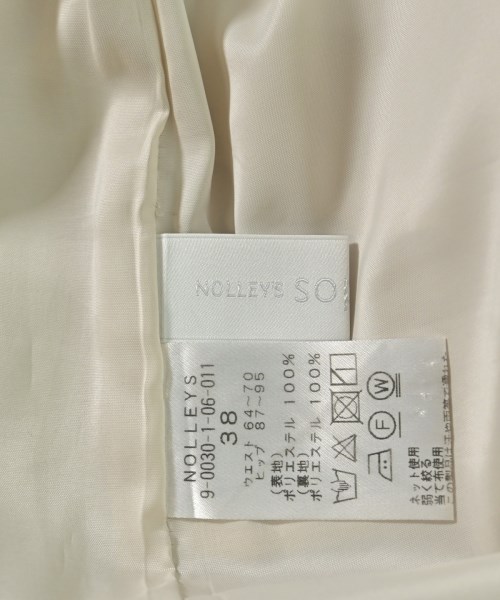 NOLLEY'S SO
NOLLEYS
9-0030-1-06-011
38
ウエスト 64~70
ヒップ 87~95
(表地)
ポリエステル 100%
(裏地)
ポリエステル 100%
F W
ネット使用
弱く絞る
当て布使用